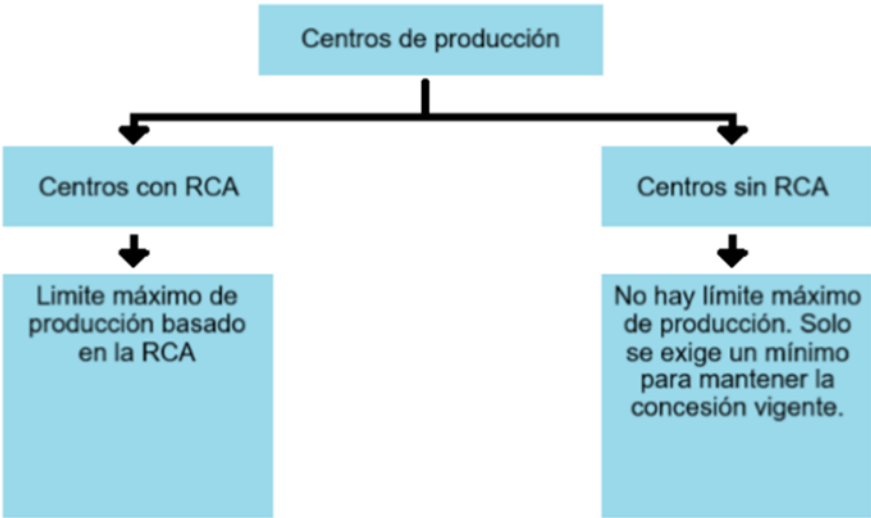 Centros de producción
Centros con RCA
Centros sin RCA
Limite máximo de
producción basado
en la RCA
No hay límite máximo
de producción. Solo
se exige un mínimo
para mantener la
concesión vigente.